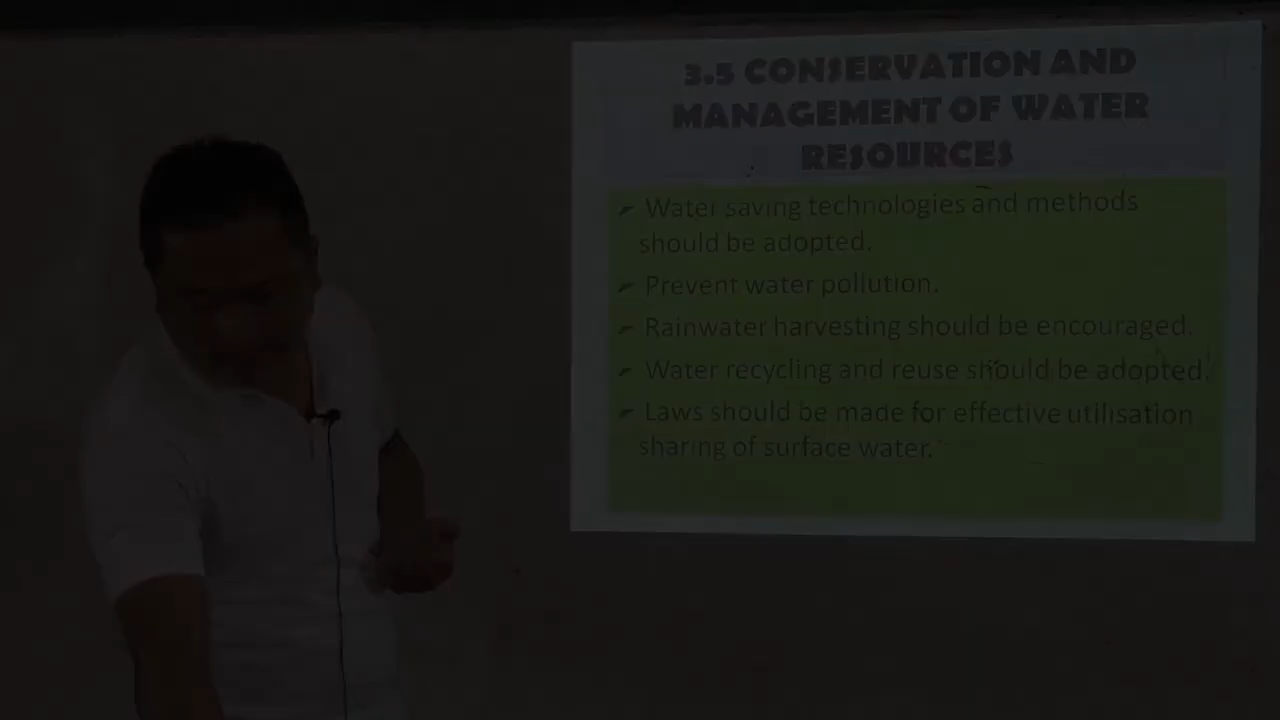 3.5 CONSERVATION AND
MANAGEMENT OF WATER
RESOURCES
Water saving technologies and methods
should be adopted.
Prevent water pollution.
Rainwater harvesting should be encouraged.
Water recycling and reuse should be adopted.
Laws should be made for effective utilisation
sharing of surface water.